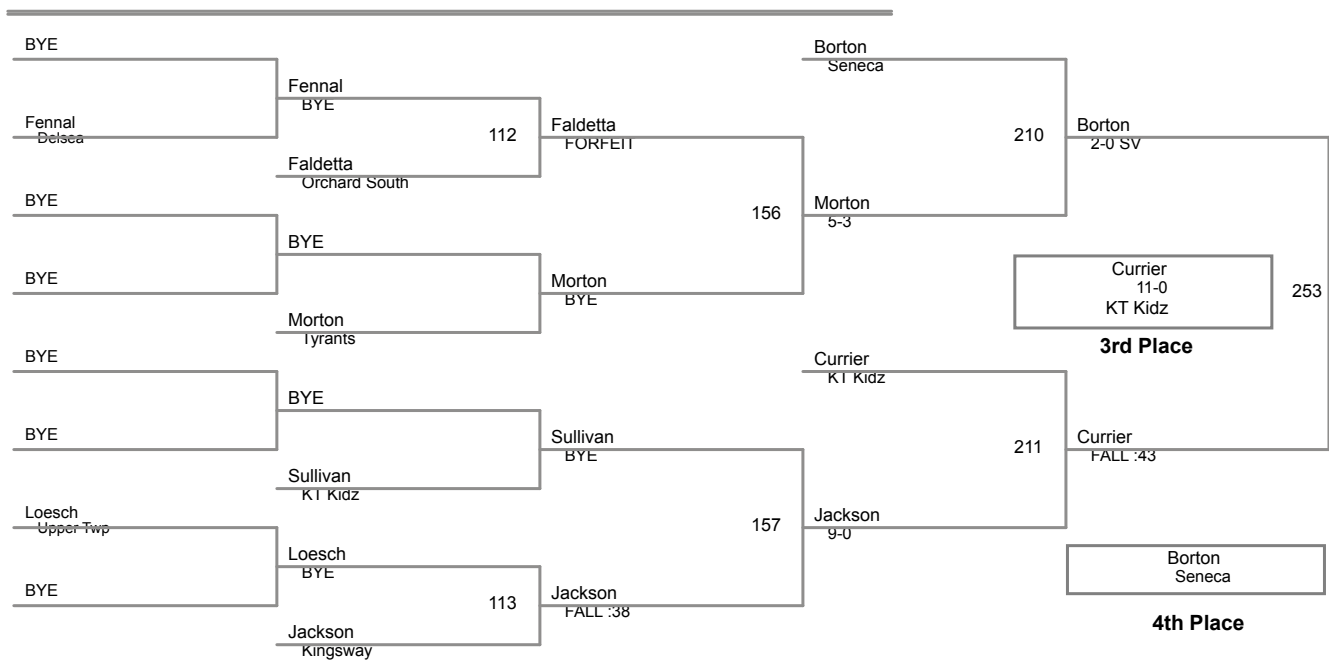 BYE
Fennal
BYE
Fennal
Delsea
112
Faldetta
FORFEIT
Faldetta
Orchard South
BYE
BYE
BYE
Morton
BYE
Morton
Tyrants
156
Borton
Seneca
Morton
5-3
210
Borton
2-0 SV
Currier
11-0
KT Kidz
3rd Place
253
BYE
BYE
BYE
Sullivan
BYE
Sullivan
KT Kidz
Loesch
Upper Twp
Loesch
BYE
BYE
113
Jackson
FALL :38
Jackson
Kingsway
157
Currier
KT Kidz
Jackson
9-0
211
Currier
FALL :43
Borton
Seneca
4th Place